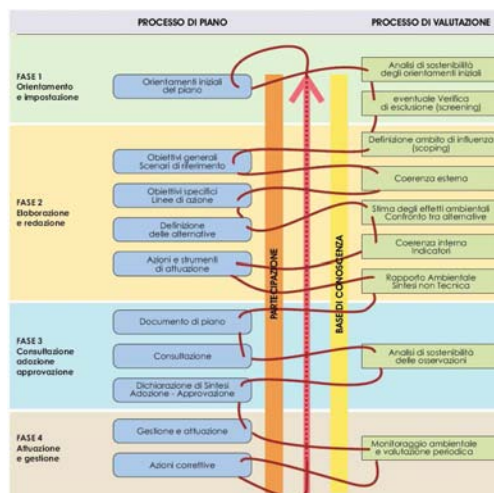 PROCESSO DI PIANO
PROCESSO DI VALUTAZIONE
FASE 1
Orientamento
e impostazione
Orientamenti iniziali
del piano
Analisi di sostenibilità
degli orientamenti iniziali
eventuale Verifica
di esclusione (screening)
FASE 2
Elaborazione
e redazione
Obiettivi generali
Scenari di riferimento
Obiettivi specifici
Linee di azione
Definizione
delle alternative
Azioni e strumenti
di attuazione
Definizione ambito di influenza
(scoping)
Coerenza esterna
Stima degli effetti ambientali
Confronto tra alternative
Coerenza interna
Indicatori
Rapporto Ambientale
Sintesi non Tecnica
PARTECIPAZIONE
BASE DI CONOSCENZA
FASE 3
Consultazione
adozione
approvazione
Documento di piano
Consultazione
Dichiarazione di Sintesi
Adozione - Approvazione
Analisi di sostenibilità
delle osservazioni
FASE 4
Attuazione
e gestione
Gestione e attuazione
Azioni correttive
Monitoraggio ambientale
e valutazione periodica